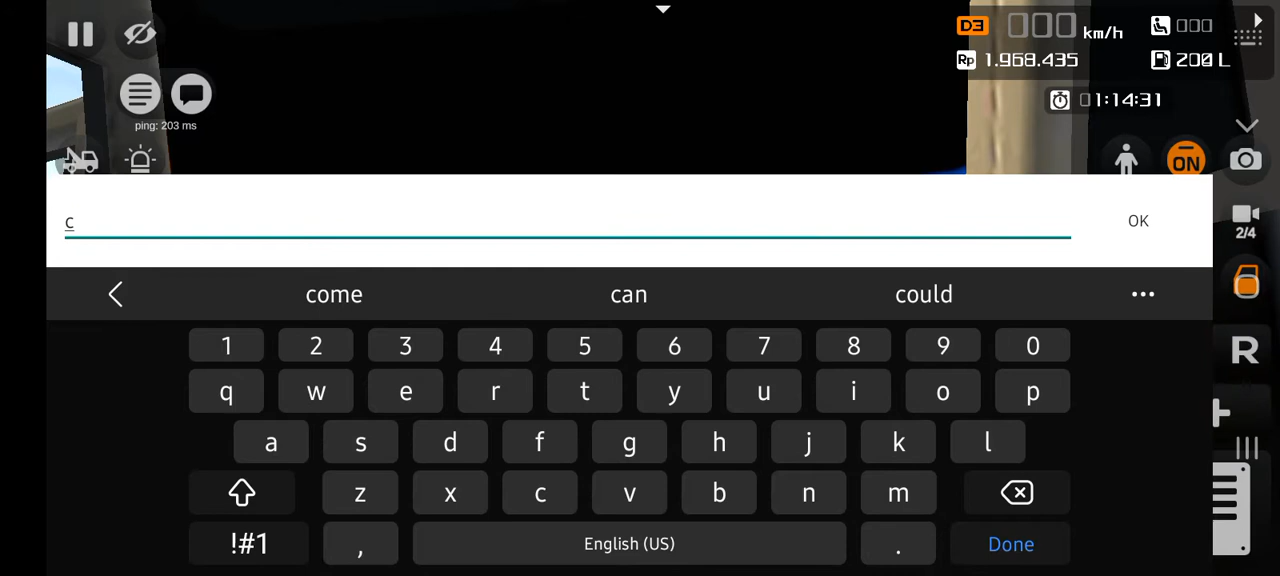 D3 000 km/h 000
Rp 1.968.435 200 L
01:14:31
ping: 203 ms
ON
c OK
2/4
come can could
1 2 3 4 5 6 7 8 9 0
q w e r t y u i o p
R
a s d f g h j k l
z x c v b n m
!#1 , English (US) . Done